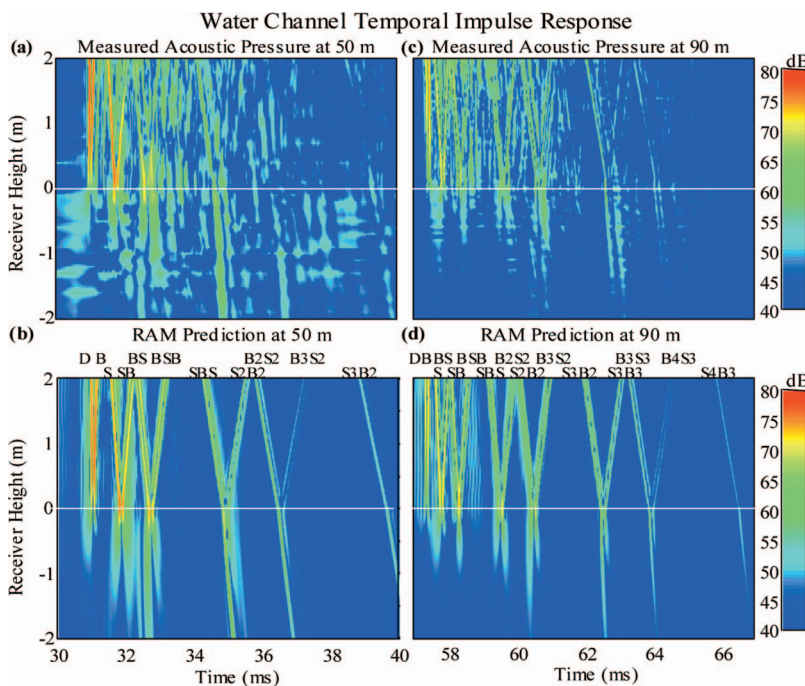 Water Channel Temporal Impulse Response
(a) Measured Acoustic Pressure at 50 m
(c) Measured Acoustic Pressure at 90 m
dB
Receiver Height (m)
2
1
0
-1
-2
80
75
70
65
60
55
50
45
40
(b) RAM Prediction at 50 m
(d) RAM Prediction at 90 m
D B BS BSB B2S2 B3S2
S SB SBS S2B2 S3B2
DB BS B SB B2S2 B3S2 B3S3 B4S3
S SB SBS S2B2 S3B2 S3B3 S4B3
dB
Receiver Height (m)
2
1
0
-1
-2
80
75
70
65
60
55
50
45
40
30 32 35 38 40
58 60 62 64 66
Time (ms)
Time (ms)